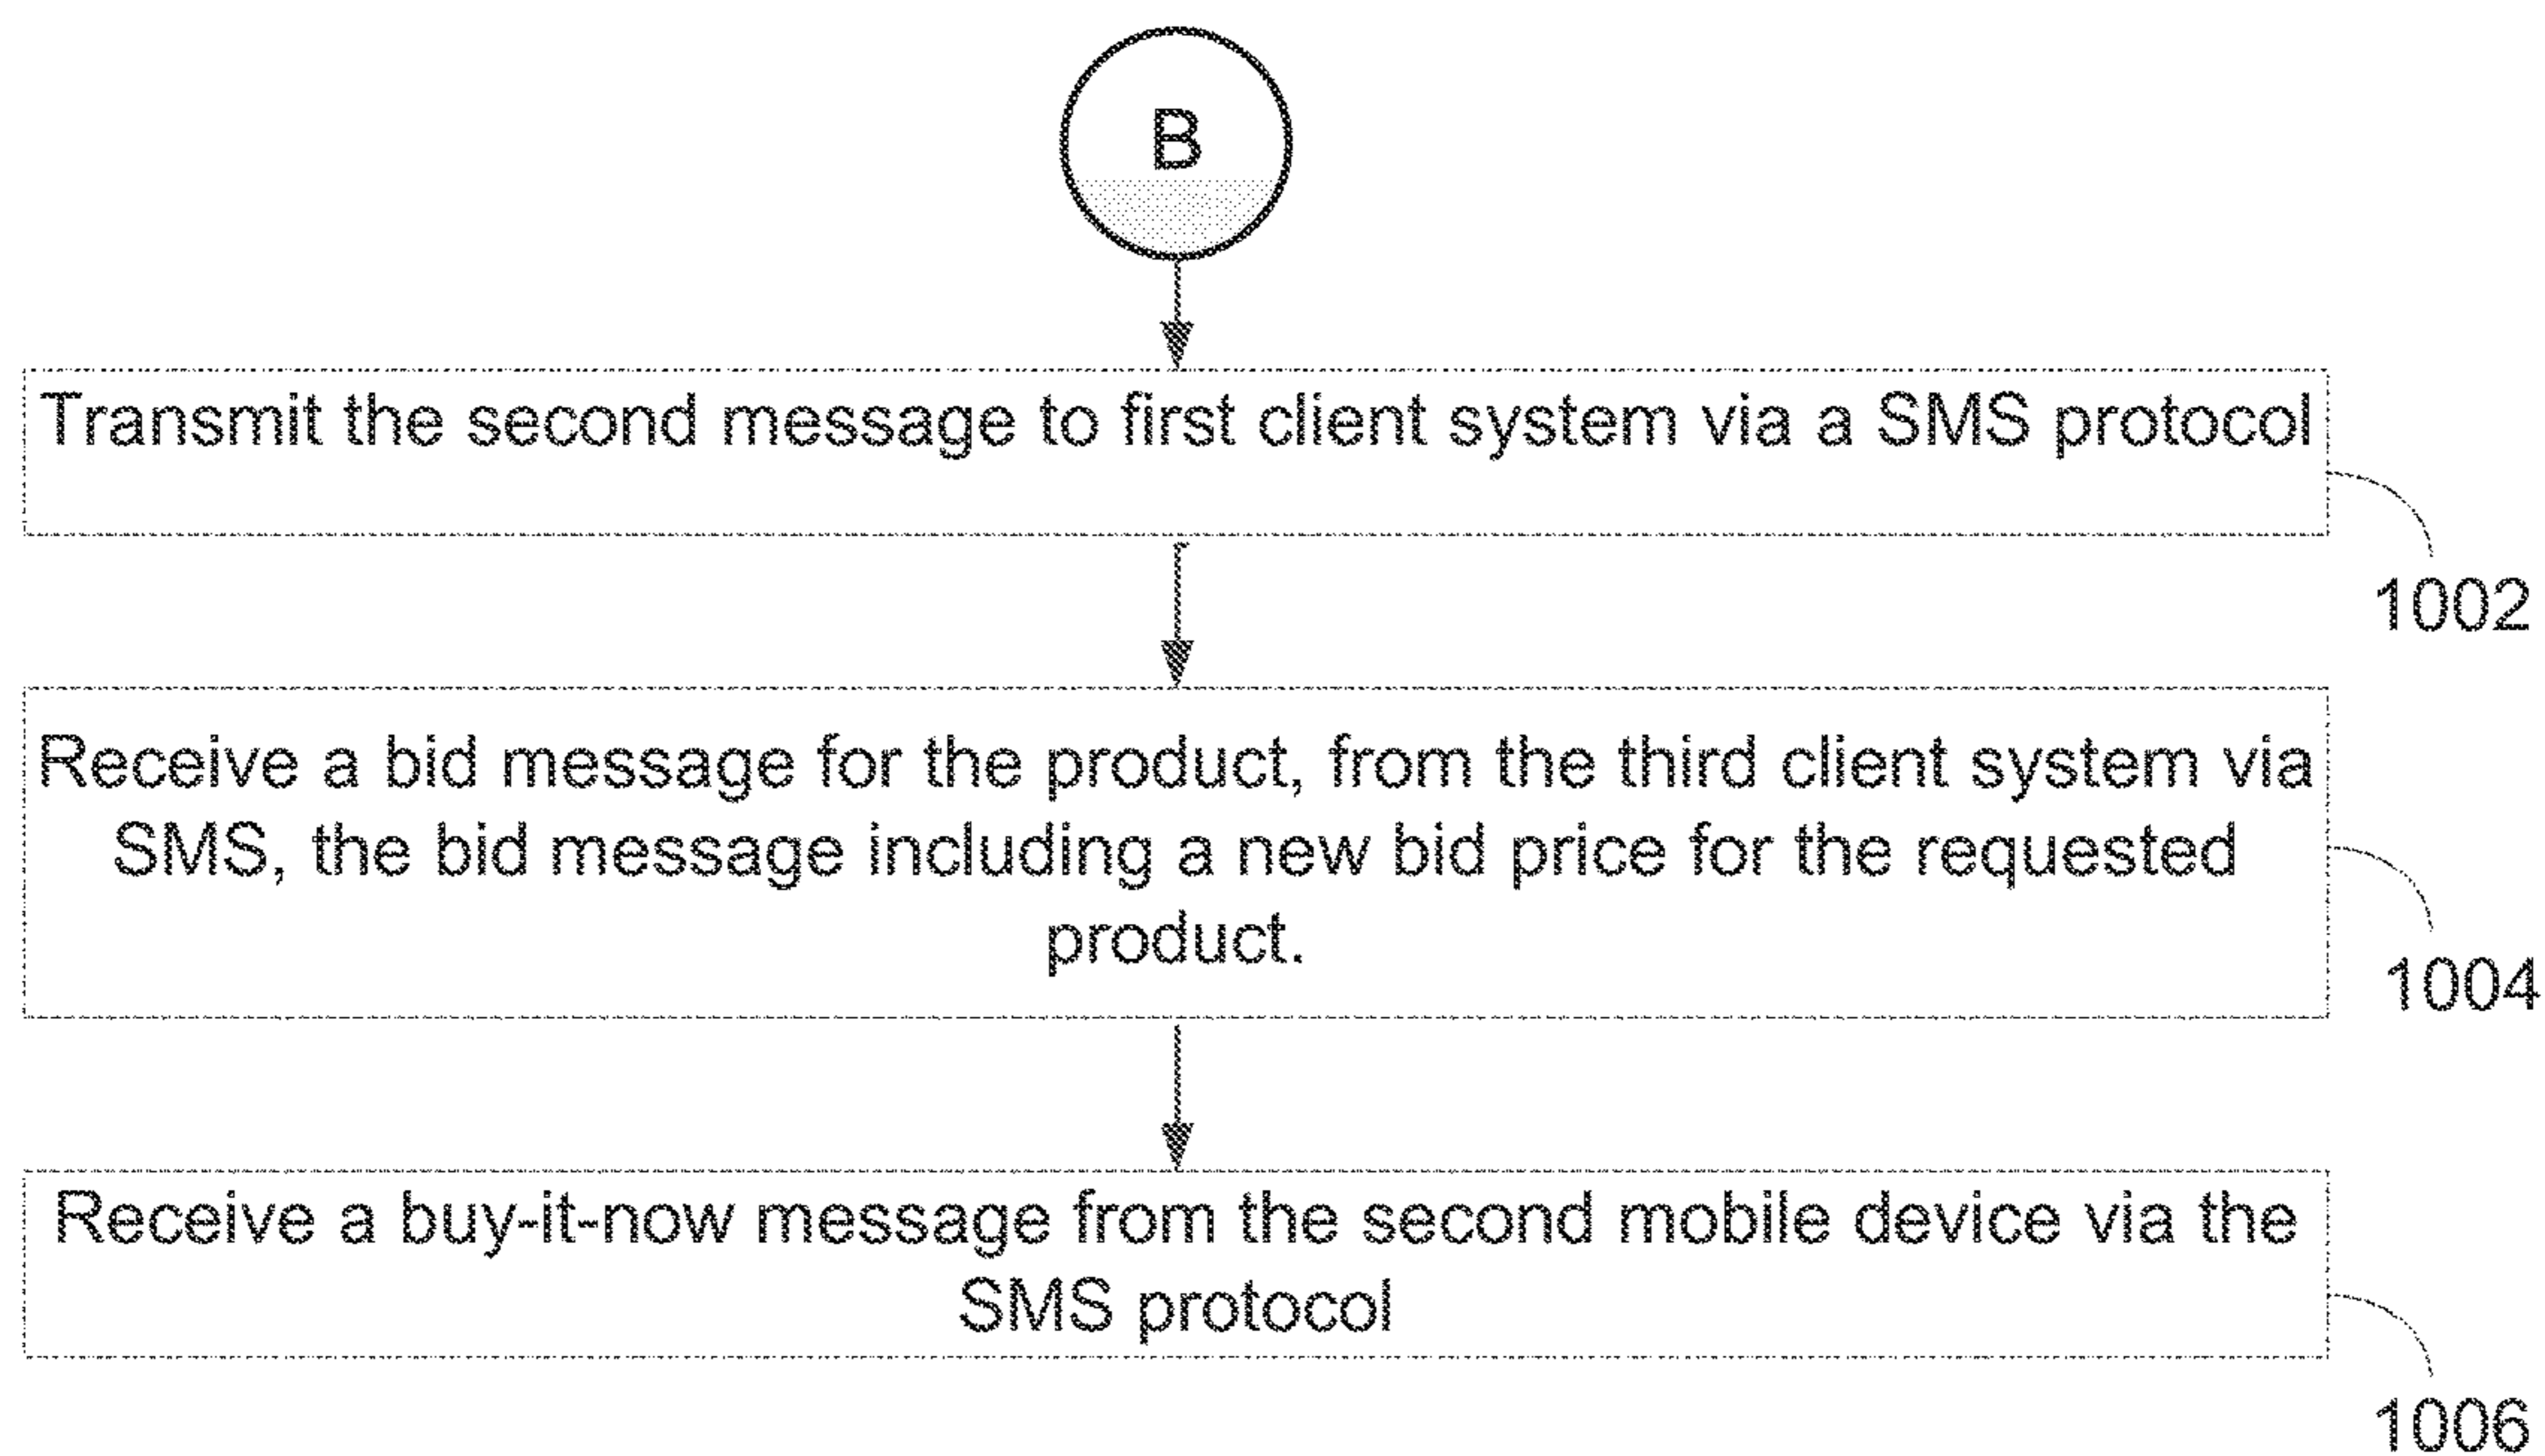 B
Transmit the second message to first client system via a SMS protocol
1002
Receive a bid message for the product, from the third client system via
SMS, the bid message including a new bid price for the requested
product.
1004
Receive a buy-it-now message from the second mobile device via the
SMS protocol
1006